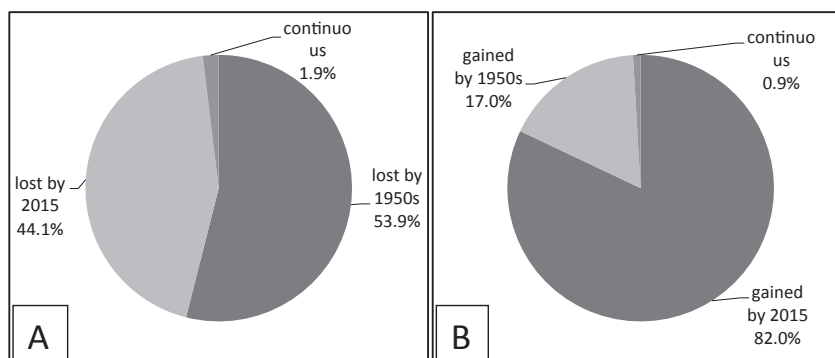 continuo
us
1.9%
lost by
2015
44.1%
lost by
1950s
53.9%
A
gained
by 1950s
17.0%
continuo
us
0.9%
gained
by 2015
82.0%
B